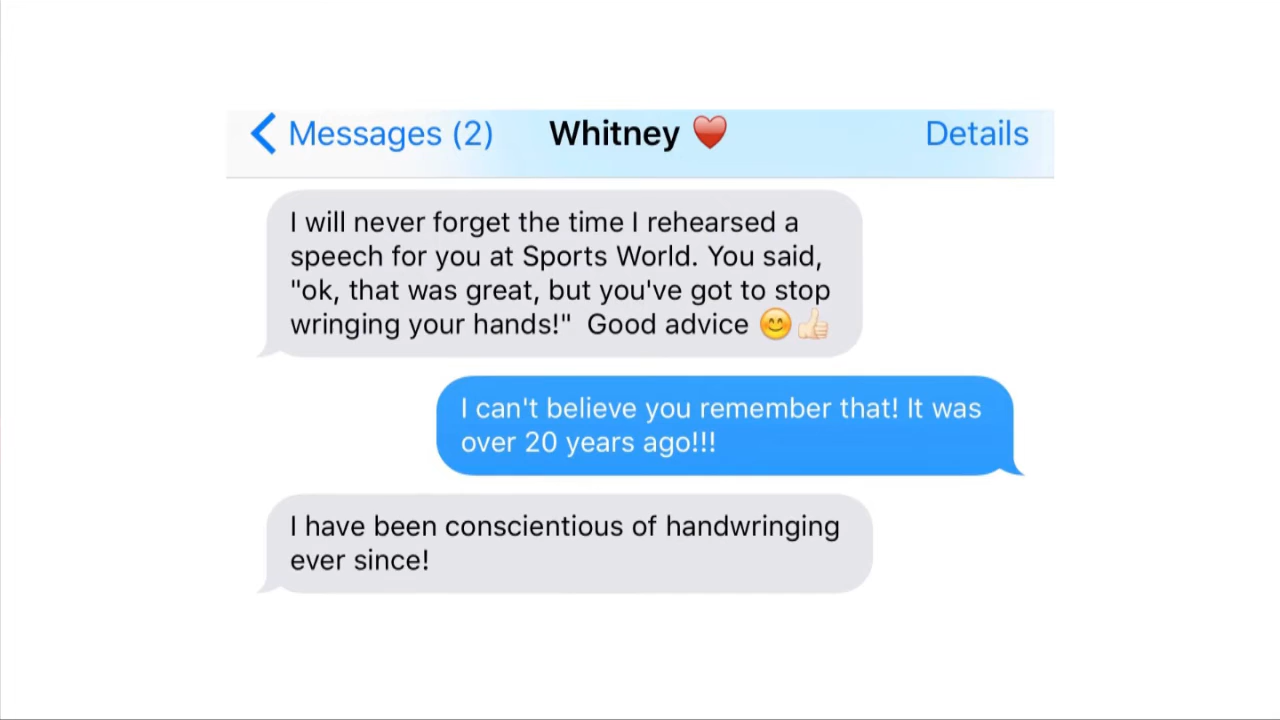 Messages (2) Whitney ❤️ Details
I will never forget the time I rehearsed a
speech for you at Sports World. You said,
"ok, that was great, but you've got to stop
wringing your hands!"  Good advice 😊👍🏻
I can't believe you remember that! It was
over 20 years ago!!!
I have been conscientious of handwringing
ever since!